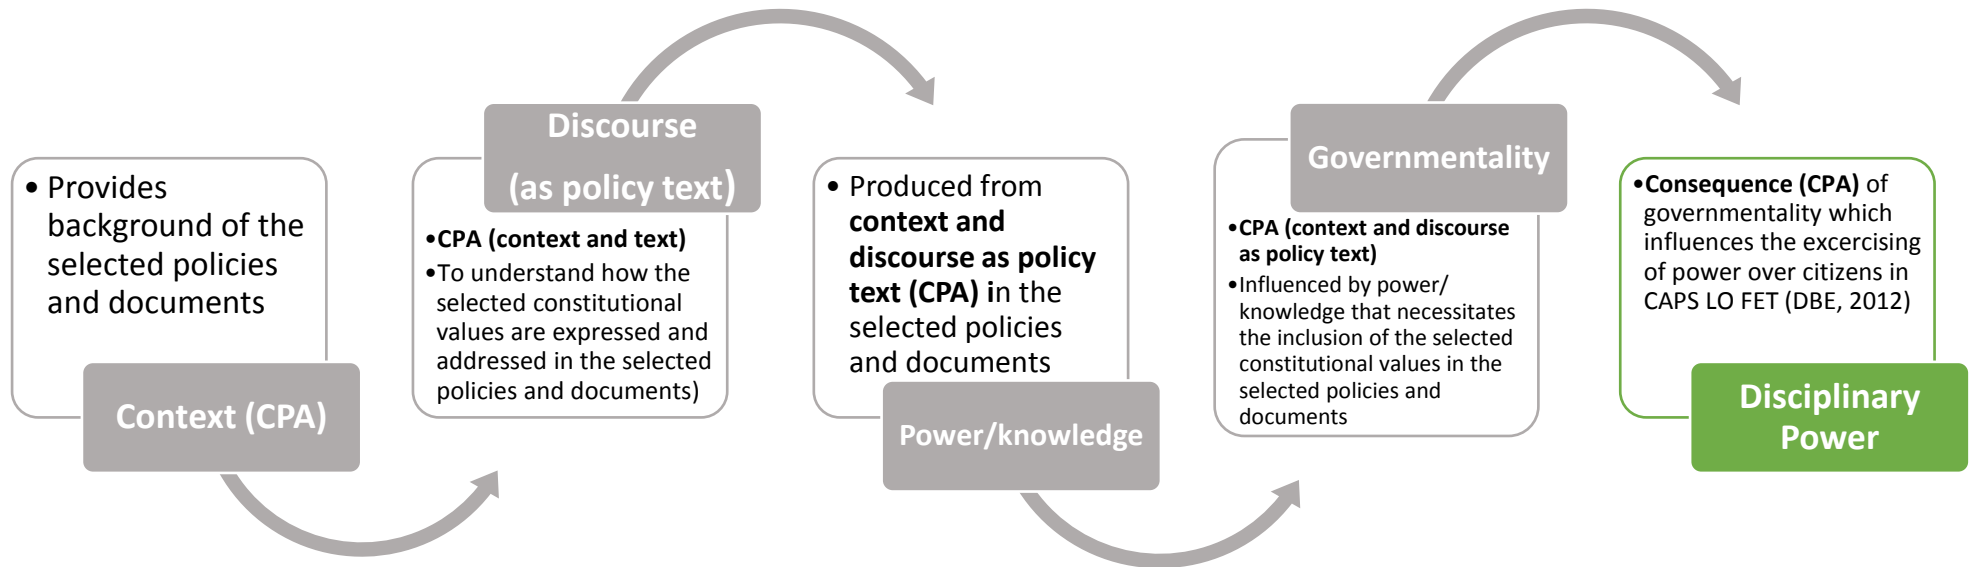 • Provides
background of the
selected policies
and documents
Context (CPA)
Discourse
(as policy text)
•CPA (context and text)
•To understand how the
selected constitutional
values are expressed and
addressed in the selected
policies and documents)
• Produced from
context and
discourse as policy
text (CPA) in the
selected policies
and documents
Power/knowledge
Governmentality
•CPA (context and discourse
as policy text)
•Influenced by power/
knowledge that necessitates
the inclusion of the selected
constitutional values in the
selected policies and
documents
•Consequence (CPA) of
governmentality which
influences the excercising
of power over citizens in
CAPS LO FET (DBE, 2012)
Disciplinary
Power